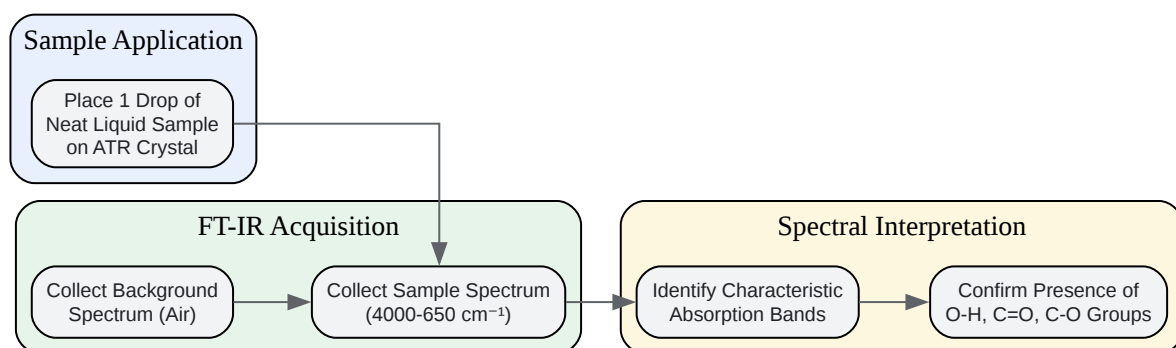 Sample Application
Place 1 Drop of
Neat Liquid Sample
on ATR Crystal
FT-IR Acquisition
Collect Background
Spectrum (Air)
Collect Sample Spectrum
(4000-650 cm⁻¹)
Spectral Interpretation
Identify Characteristic
Absorption Bands
Confirm Presence of
O-H, C=O, C-O Groups